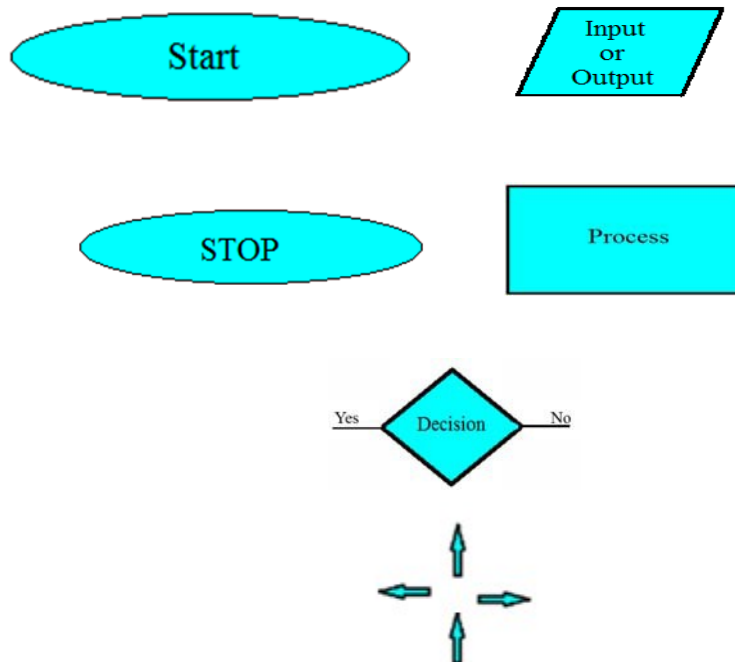 Start
Input
or
Output
STOP
Process
Yes
Decision
No